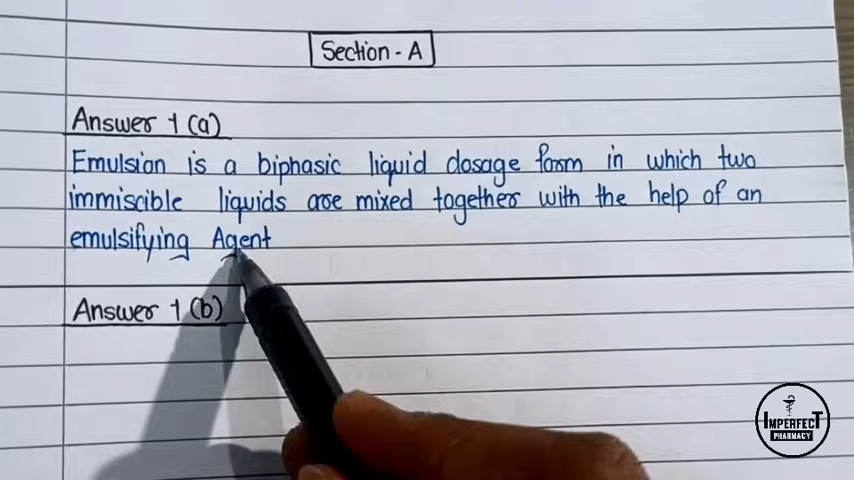 Section - A
Answer 1 (a)
Emulsion is a biphasic liquid dosage form in which two
immiscible liquids are mixed together with the help of an
emulsifying Agent
Answer 1 (b)
IMPERFECT
PHARMACY